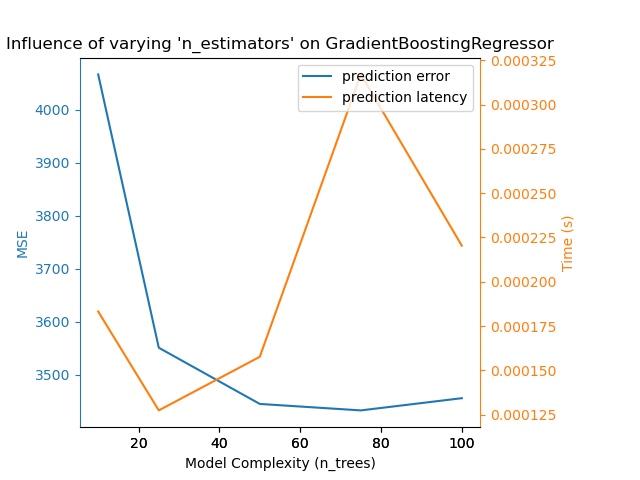 Influence of varying 'n_estimators' on GradientBoostingRegressor
prediction error
prediction latency
MSE
4000
3900
3800
3700
3600
3500
0.000325
0.000300
0.000275
0.000250
0.000225
0.000200
0.000175
0.000150
0.000125
Time (s)
20 40 60 80 100
Model Complexity (n_trees)